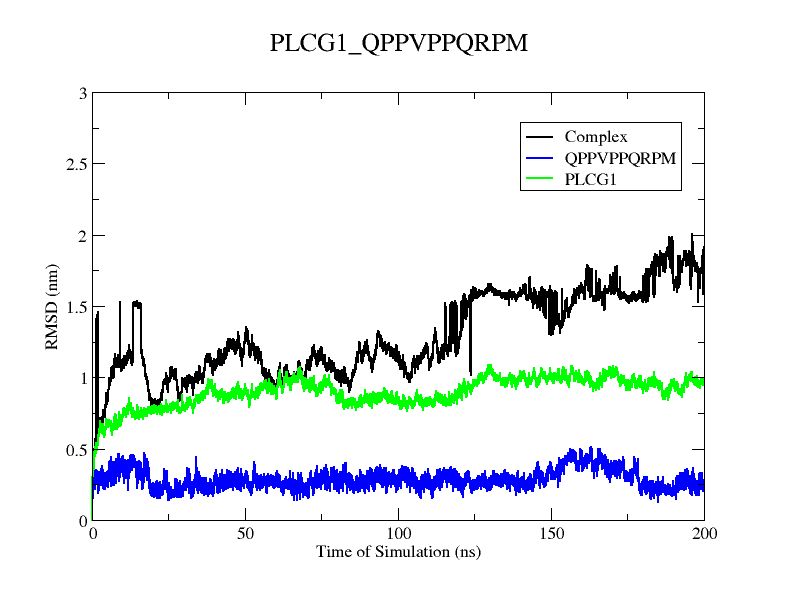 PLCG1_QPPVPPQRPM
3
2.5
2
1.5
1
0.5
0
RMSD (nm)
Complex
QPPVPPQRPM
PLCG1
0 50 100 150 200
Time of Simulation (ns)